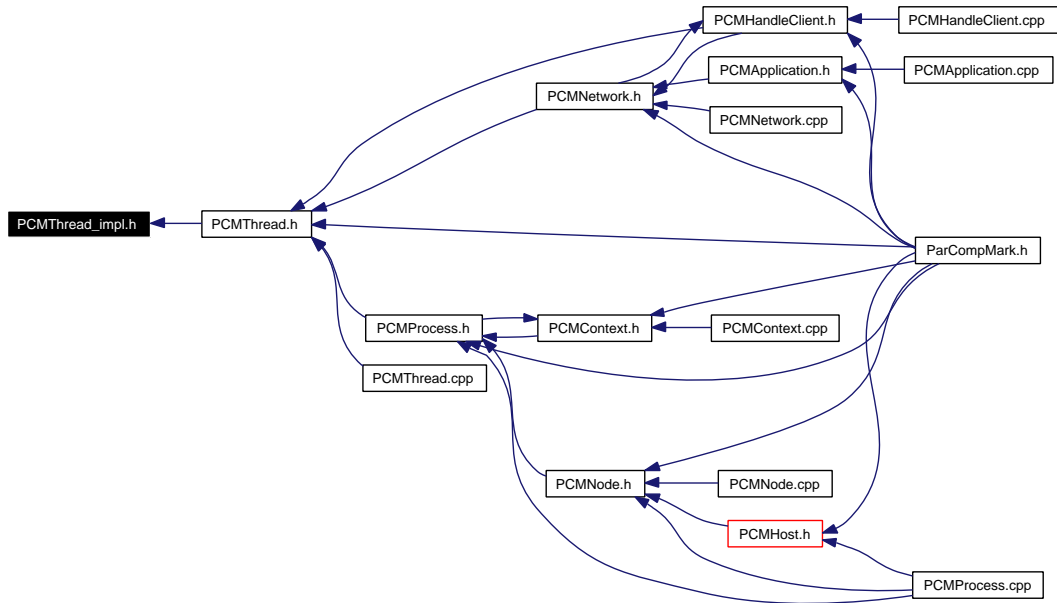 PCMHandleClient.h
PCMHandleClient.cpp
PCMApplication.h
PCMApplication.cpp
PCMNetwork.h
PCMNetwork.cpp
PCMThread_impl.h
PCMThread.h
ParCompMark.h
PCMProcess.h
PCMContext.h
PCMContext.cpp
PCMThread.cpp
PCMNode.h
PCMNode.cpp
PCMHost.h
PCMProcess.cpp